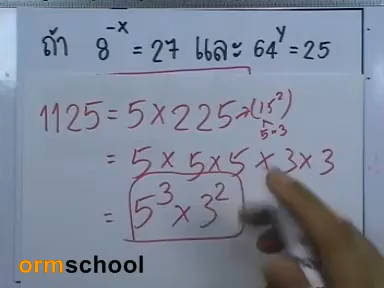 ถ้า 8^-x = 27 และ 64^y = 25
1125 = 5 × 225 → (15²)
5·3
= 5 × 5 × 5 × 3 × 3
= 5³ × 3²
ormschool